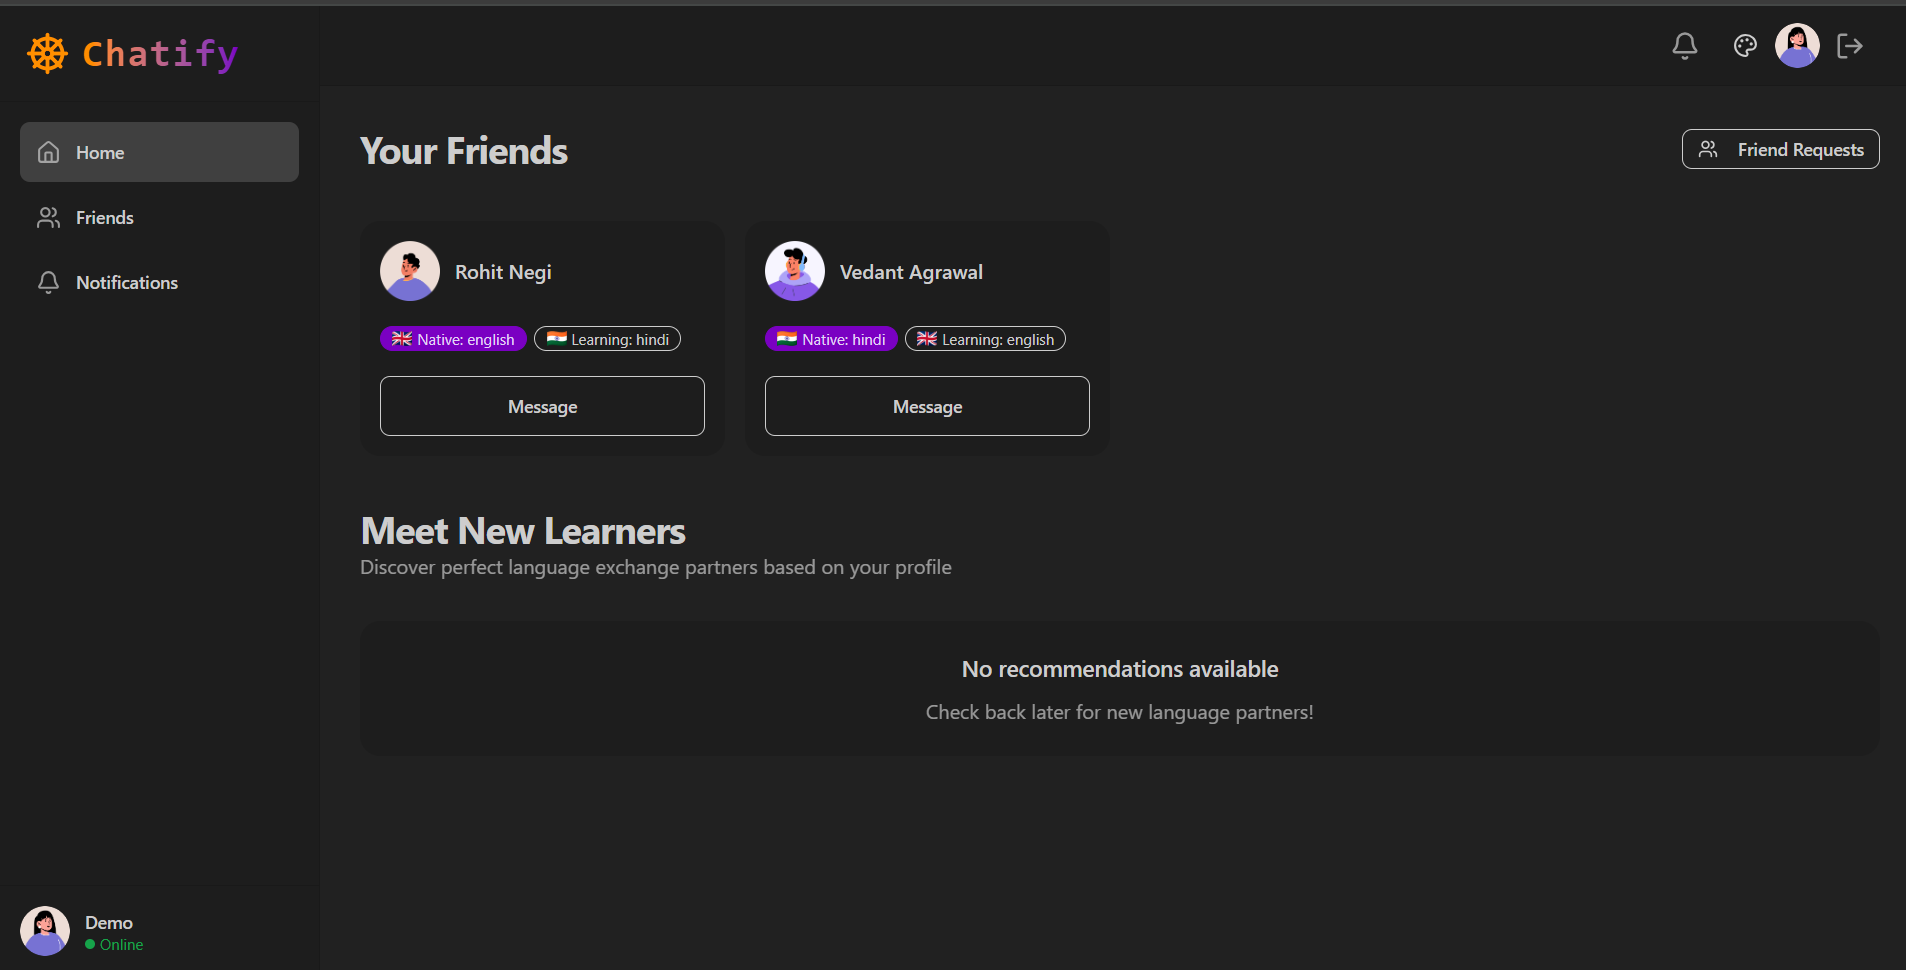 Chatify
Home
Friends
Notifications
Your Friends
Friend Requests
Rohit Negi
Native: english
Learning: hindi
Message
Vedant Agrawal
Native: hindi
Learning: english
Message
Meet New Learners
Discover perfect language exchange partners based on your profile
No recommendations available
Check back later for new language partners!
Demo
Online